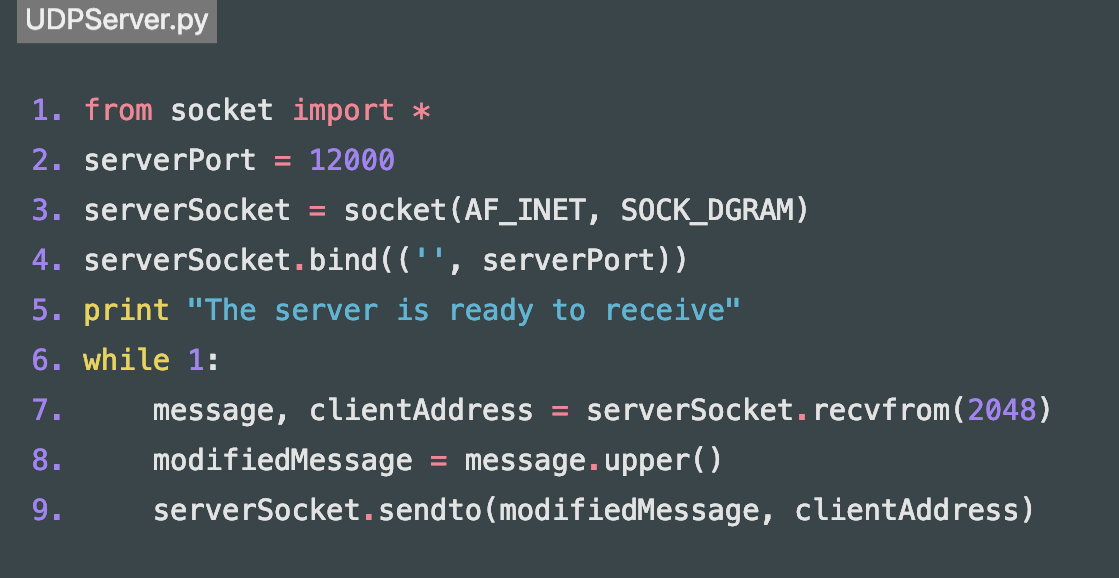 UDPServer.py
1. from socket import *
2. serverPort = 12000
3. serverSocket = socket(AF_INET, SOCK_DGRAM)
4. serverSocket.bind(('', serverPort))
5. print "The server is ready to receive"
6. while 1:
7.     message, clientAddress = serverSocket.recvfrom(2048)
8.     modifiedMessage = message.upper()
9.     serverSocket.sendto(modifiedMessage, clientAddress)